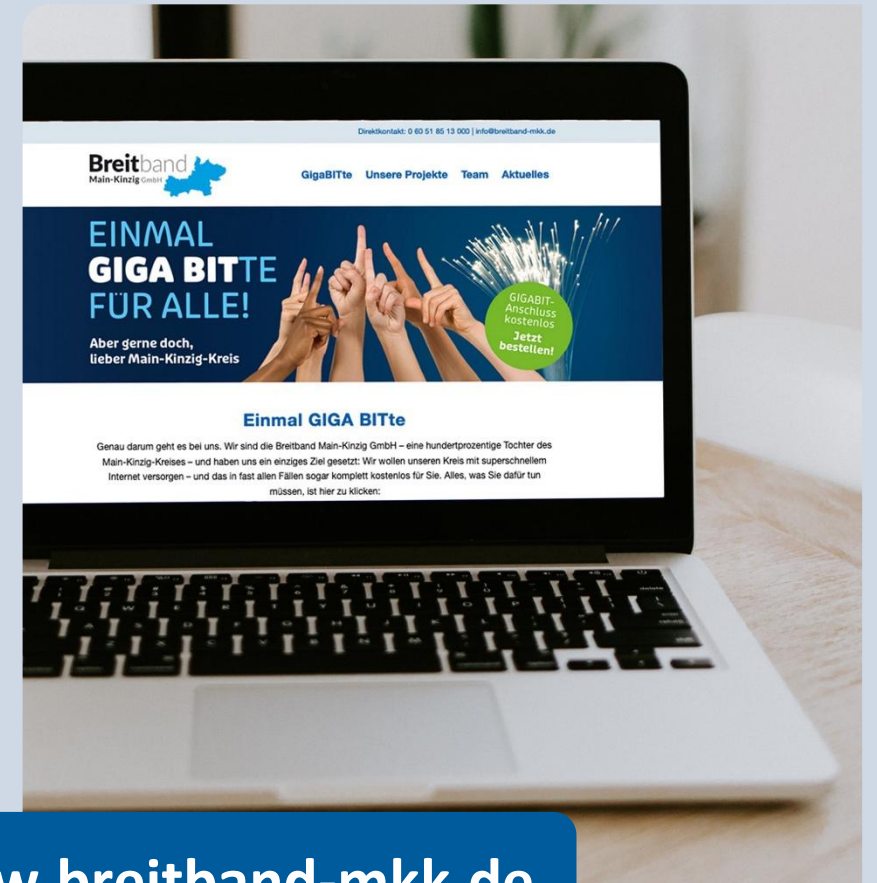 Direktkontakt: 0 60 51 85 13 000 | info@breitband-mkk.de
Breitband
Main-Kinzig GmbH
GigaBITte Unsere Projekte Team Aktuelles
EINMAL
GIGA BITTE
FÜR ALLE!
Aber gerne doch,
lieber Main-Kinzig-Kreis
GIGABIT-
Anschluss
kostenlos
Jetzt
bestellen!
Einmal GIGA BITte
Genau darum geht es bei uns. Wir sind die Breitband Main-Kinzig GmbH – eine hundertprozentige Tochter des
Main-Kinzig-Kreises – und haben uns ein einziges Ziel gesetzt: Wir wollen unseren Kreis mit superschnellem
Internet versorgen – und das in fast allen Fällen sogar komplett kostenlos für Sie. Alles, was Sie dafür tun
müssen, ist hier zu klicken:
w.breitband-mkk.de